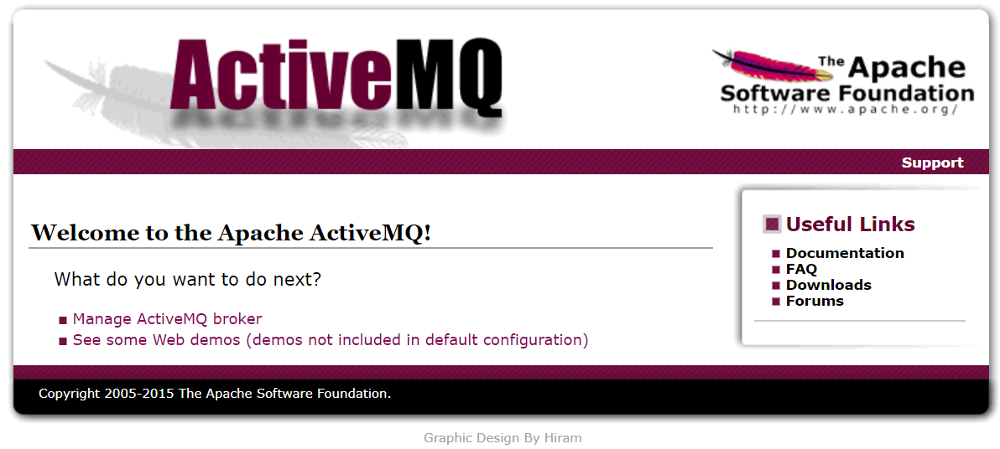 ActiveMQ
The Apache
Software Foundation
http://www.apache.org/
Support
Welcome to the Apache ActiveMQ!
What do you want to do next?
Manage ActiveMQ broker
See some Web demos (demos not included in default configuration)
Useful Links
Documentation
FAQ
Downloads
Forums
Copyright 2005-2015 The Apache Software Foundation.
Graphic Design By Hiram